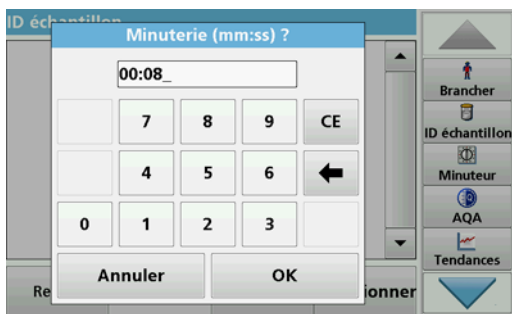 ID échantillon
Minuterie (mm:ss) ?
00:08_
7 8 9 CE
4 5 6
0 1 2 3
Annuler OK
Re
ionner
Brancher
ID échantillon
Minuteur
AQA
Tendances